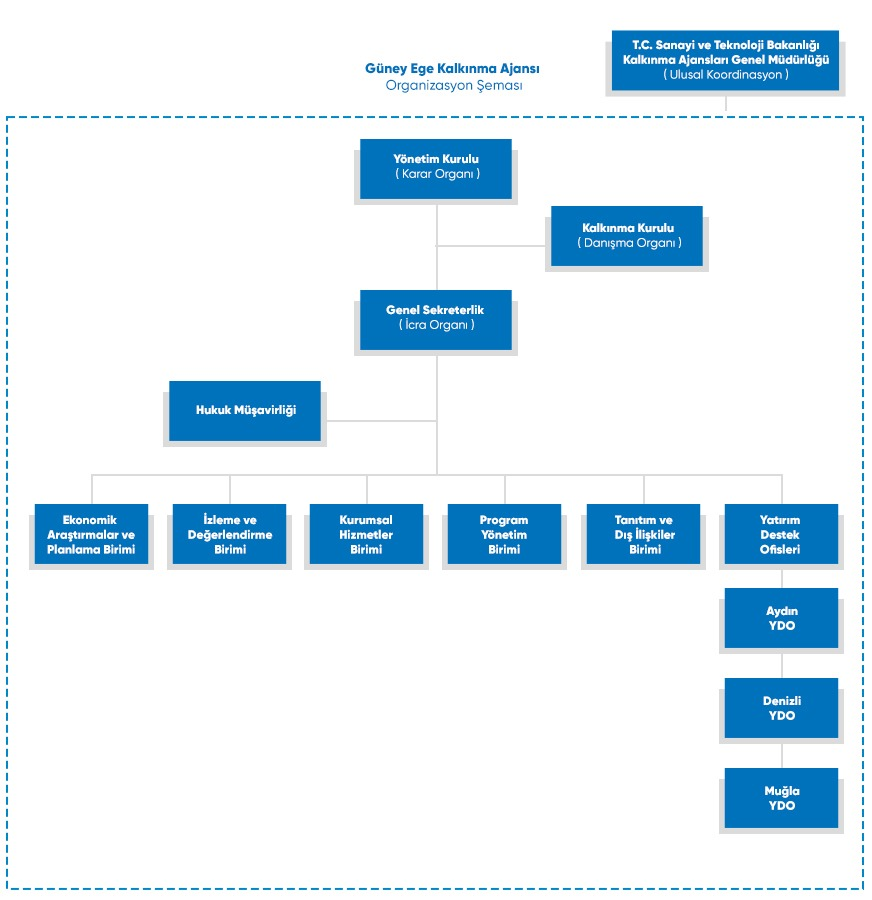 T.C. Sanayi ve Teknoloji Bakanlığı
Kalkınma Ajansları Genel Müdürlüğü
( Ulusal Koordinasyon )
Güney Ege Kalkınma Ajansı
Organizasyon Şeması
Yönetim Kurulu
( Karar Organı )
Kalkınma Kurulu
( Danışma Organı )
Genel Sekreterlik
( İcra Organı )
Hukuk Müşavirliği
Ekonomik
Araştırmalar ve
Planlama Birimi
İzleme ve
Değerlendirme
Birimi
Kurumsal
Hizmetler
Birimi
Program
Yönetim
Birimi
Tanıtım ve
Dış İlişkiler
Birimi
Yatırım
Destek
Ofisleri
Aydın
YDO
Denizli
YDO
Muğla
YDO